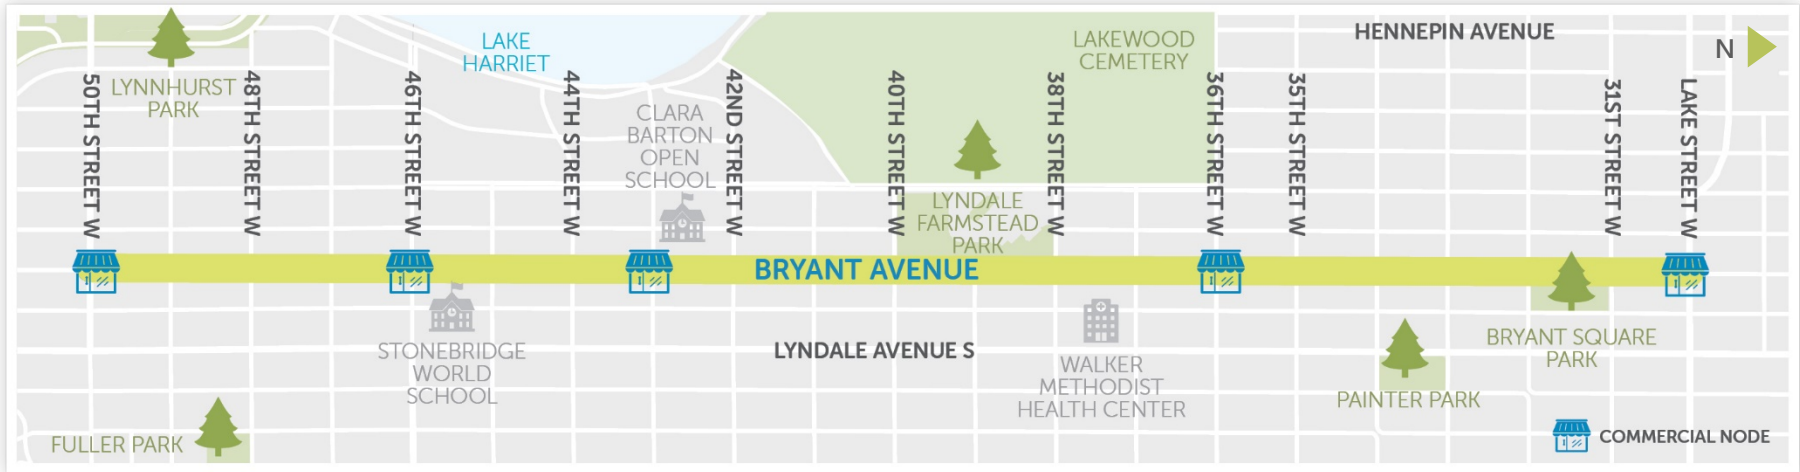 HENNEPIN AVENUE
N
LAKE
HARRIET
LAKEWOOD
CEMETERY
LYNNHURST
PARK
50TH STREET W
48TH STREET W
46TH STREET W
44TH STREET W
CLARA
BARTON
OPEN
SCHOOL
42ND STREET W
40TH STREET W
38TH STREET W
36TH STREET W
35TH STREET W
31ST STREET W
LAKE STREET W
LYNDALE
FARMSTEAD
PARK
BRYANT AVENUE
STONEBRIDGE
WORLD
SCHOOL
LYNDALE AVENUE S
WALKER
METHODIST
HEALTH CENTER
BRYANT SQUARE
PARK
PAINTER PARK
FULLER PARK
COMMERCIAL NODE